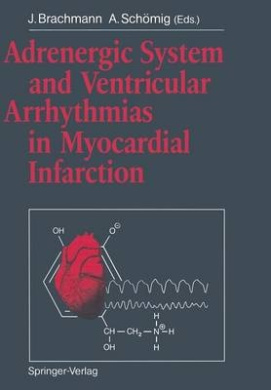 J. Brachmann A. Schömig (Eds.)
Adrenergic System
and Ventricular
Arrhythmias
in Myocardial
Infarction
OH
O⊖
H
CH–CH₂–N⊕–H
OH
H
Springer-Verlag